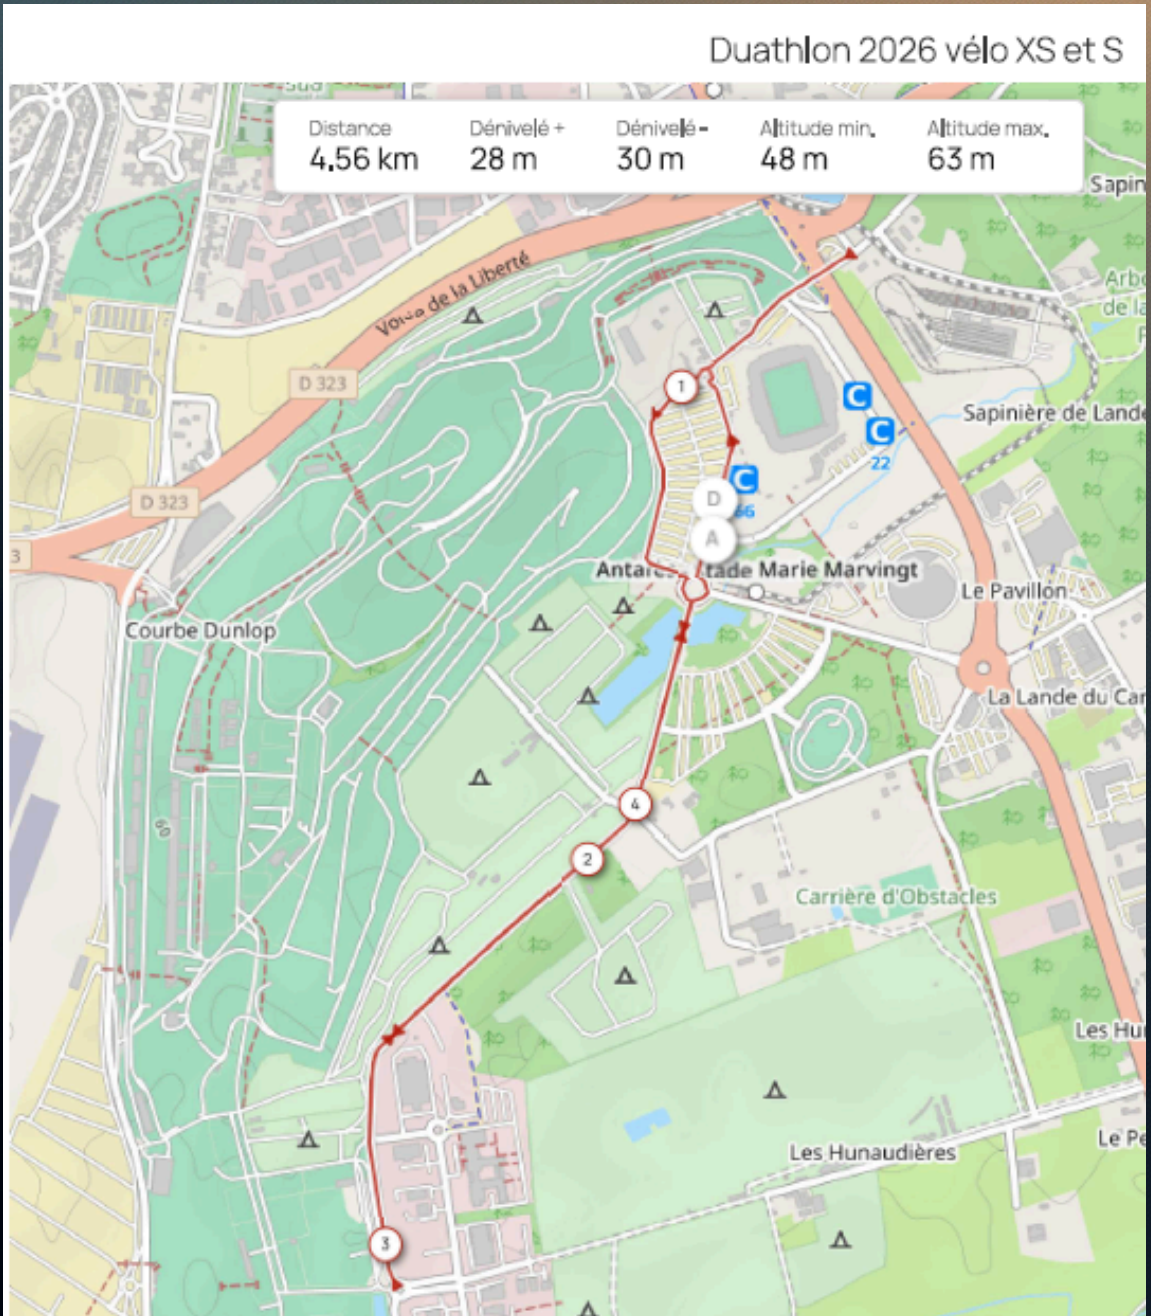 Duathlon 2026 vélo XS et S
Distance
4,56 km
Dénivelé +
28 m
Dénivelé -
30 m
Altitude min.
48 m
Altitude max.
63 m
Sapin
Voie de la Liberté
Arbo
de la
D 323
1
C
C
22
Sapinière de Lande
D 323
C
D
66
A
3
Antarès
tade Marie Marvingt
Le Pavillon
Courbe Dunlop
La Lande du Car
4
60
2
Carrière d'Obstacles
Les Hu
Les Hunaudières
Le Pe
3